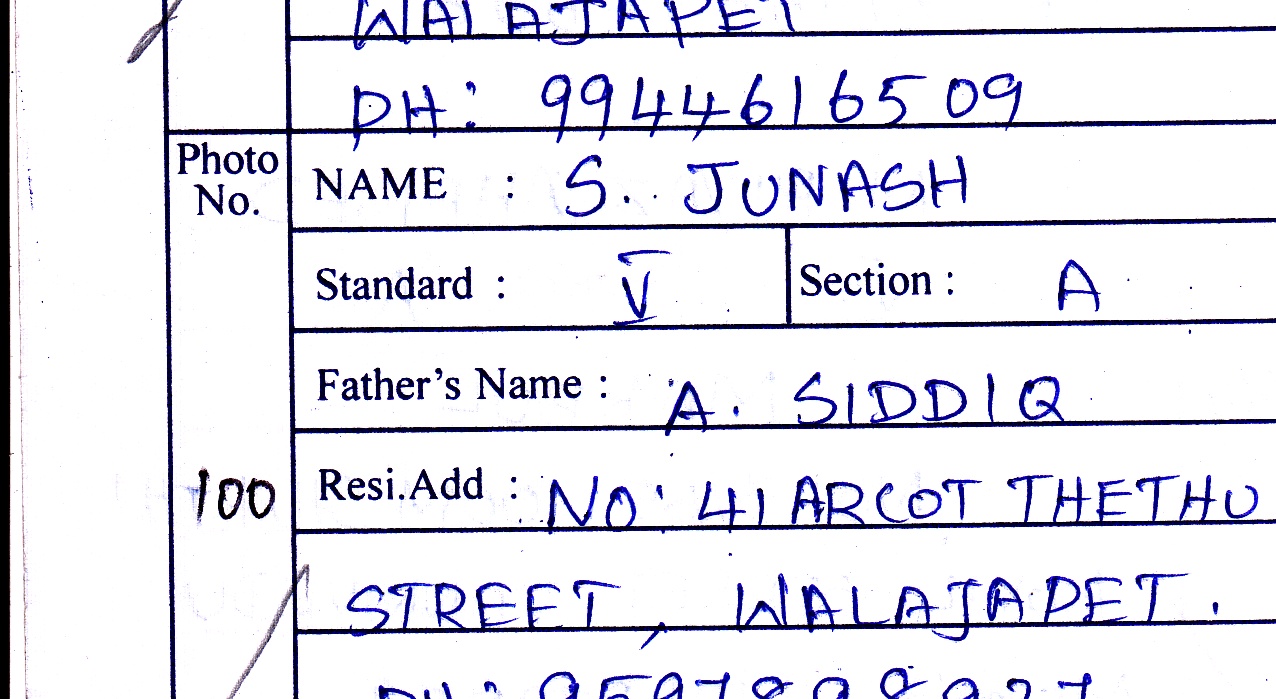 WALAJAPET
PH: 9944616509
Photo No.
NAME : S. JUNASH
Standard : V Section : A
Father's Name : A. SIDDIQ
100
Resi.Add : NO: 41 ARCOT THETHU
STREET, WALAJAPET.
PH: